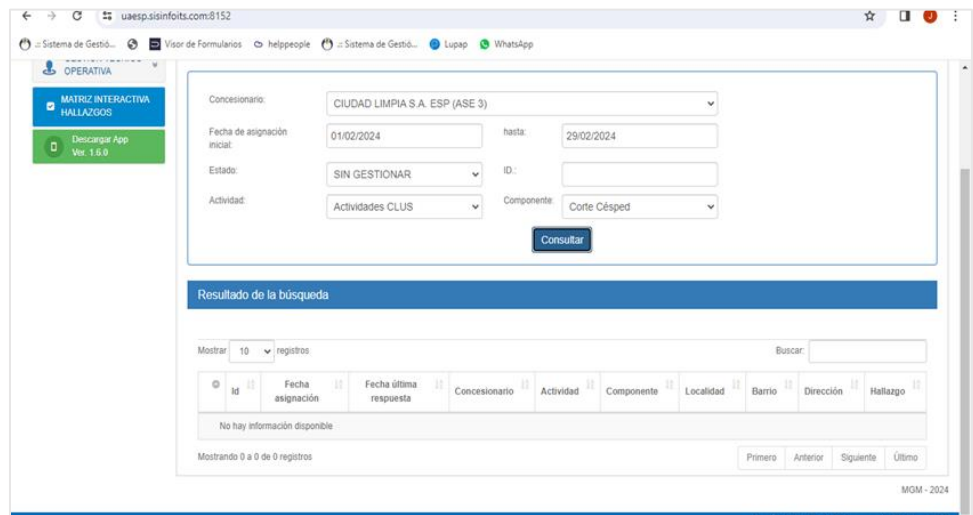 uaesp.sisinfoits.com:8152
.:: Sistema de Gestió... Visor de Formularios helppeople .:: Sistema de Gestió... Lupap WhatsApp
OPERATIVA
MATRIZ INTERACTIVA
HALLAZGOS
Descargar App
Ver. 1.6.0
Concesionario: CIUDAD LIMPIA S.A. ESP (ASE 3)
Fecha de asignación
inicial: 01/02/2024 hasta: 29/02/2024
Estado: SIN GESTIONAR ID.:
Actividad: Actividades CLUS Componente: Corte Césped
Consultar
Resultado de la búsqueda
Mostrar 10 registros Buscar:
Id Fecha asignación Fecha última respuesta Concesionario Actividad Componente Localidad Barrio Dirección Hallazgo
No hay información disponible
Mostrando 0 a 0 de 0 registros Primero Anterior Siguiente Último
MGM - 2024